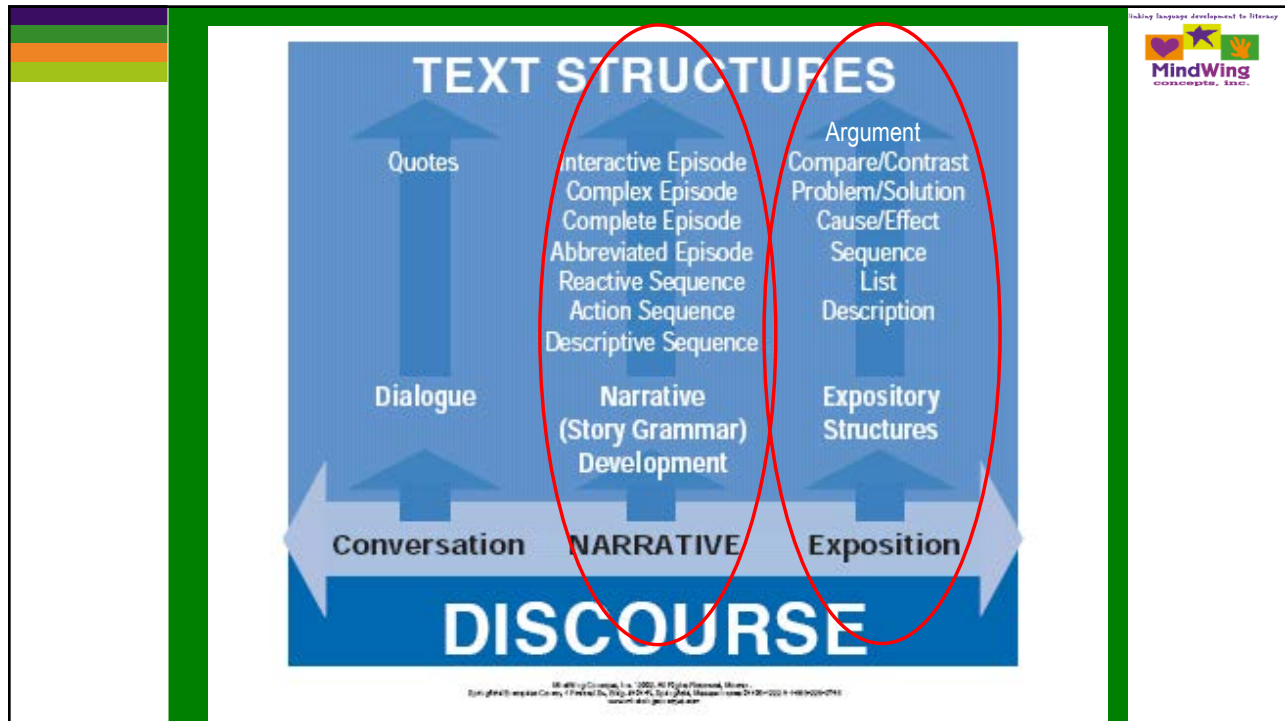 linking language development to literacy
MindWing
concepts, inc.
TEXT STRUCTURES
Quotes
Interactive Episode
Complex Episode
Complete Episode
Abbreviated Episode
Reactive Sequence
Action Sequence
Descriptive Sequence
Argument
Compare/Contrast
Problem/Solution
Cause/Effect
Sequence
List
Description
Dialogue
Narrative
(Story Grammar)
Development
Expository
Structures
Conversation
NARRATIVE
Exposition
DISCOURSE